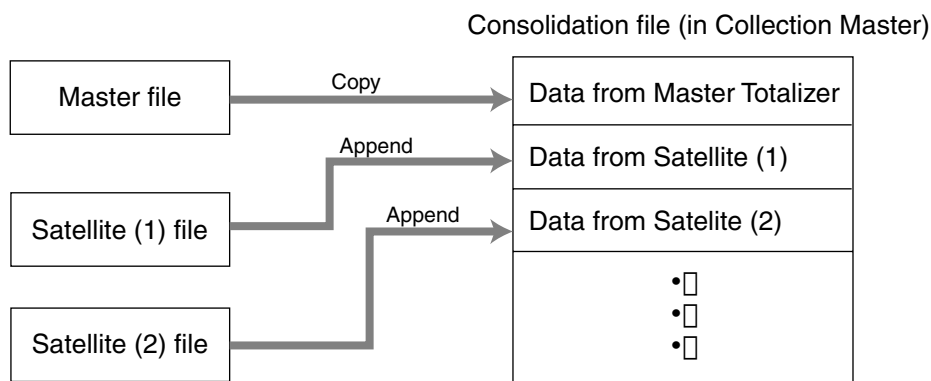 Consolidation file (in Collection Master)
Master file
Copy
Data from Master Totalizer
Append
Data from Satellite (1)
Satellite (1) file
Append
Data from Satelite (2)
Satellite (2) file
•▯
•▯
•▯